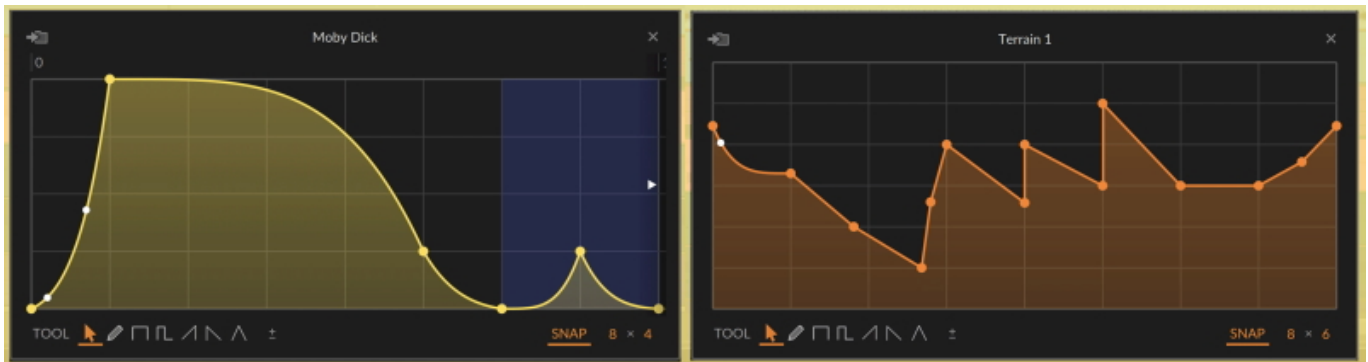 Moby Dick
0
TOOL ± SNAP 8 × 4
Terrain 1
TOOL ± SNAP 8 × 6